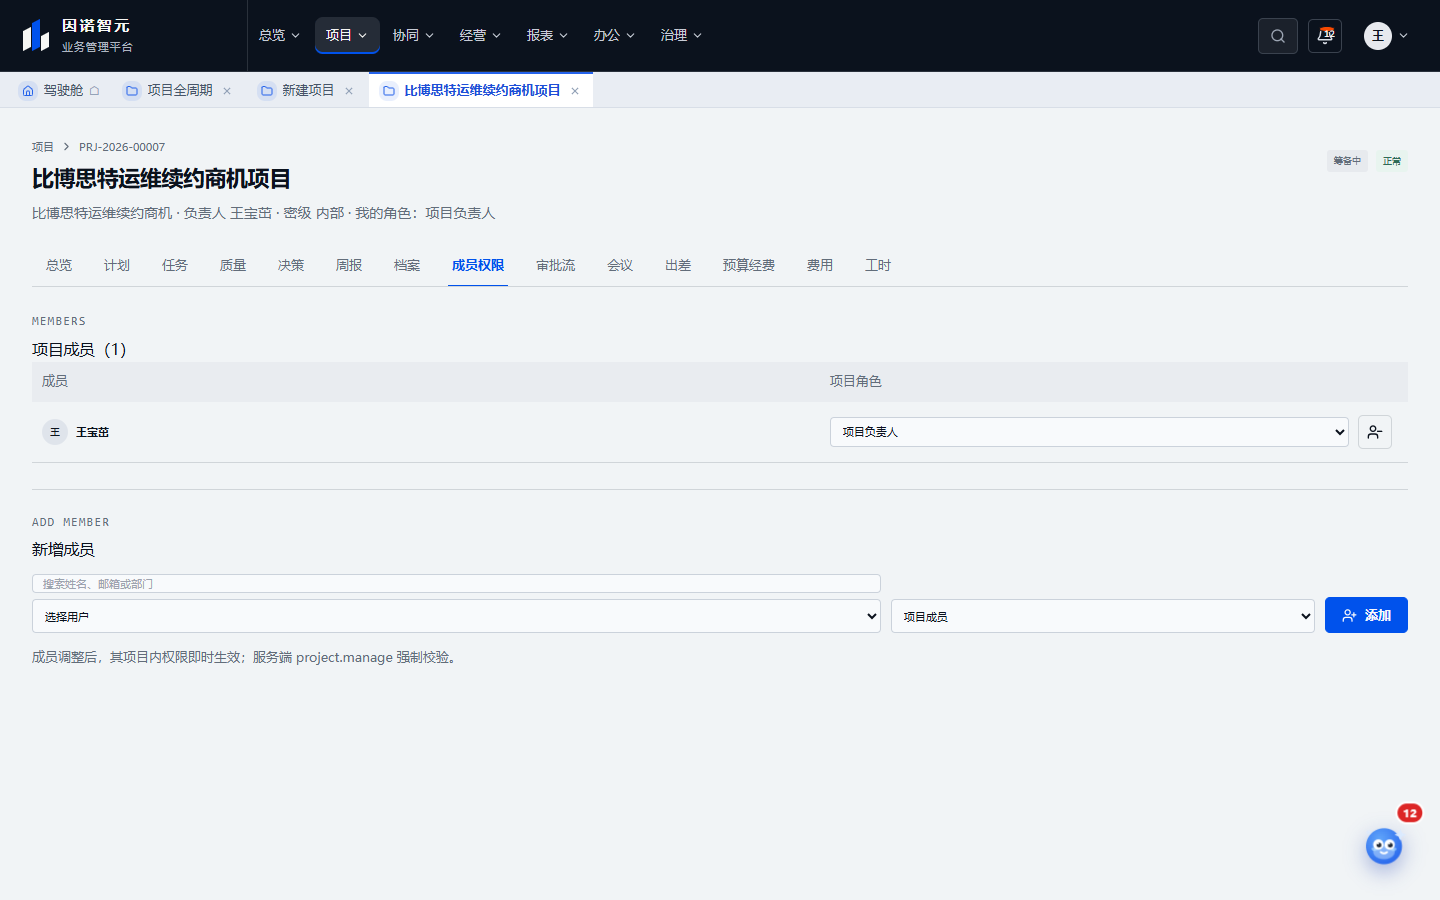 因诺智元
业务管理平台
总览 项目 协同 经营 报表 办公 治理
12
王
驾驶舱 项目全周期 新建项目 比博思特运维续约商机项目
项目 PRJ-2026-00007
比博思特运维续约商机项目
筹备中 正常
比博思特运维续约商机 · 负责人 王宝茁 · 密级 内部 · 我的角色：项目负责人
总览 计划 任务 质量 决策 周报 档案 成员权限 审批流 会议 出差 预算经费 费用 工时
MEMBERS
项目成员（1）
成员 项目角色
王 王宝茁 项目负责人
ADD MEMBER
新增成员
搜索姓名、邮箱或部门
选择用户 项目成员 添加
成员调整后，其项目内权限即时生效；服务端 project.manage 强制校验。
12